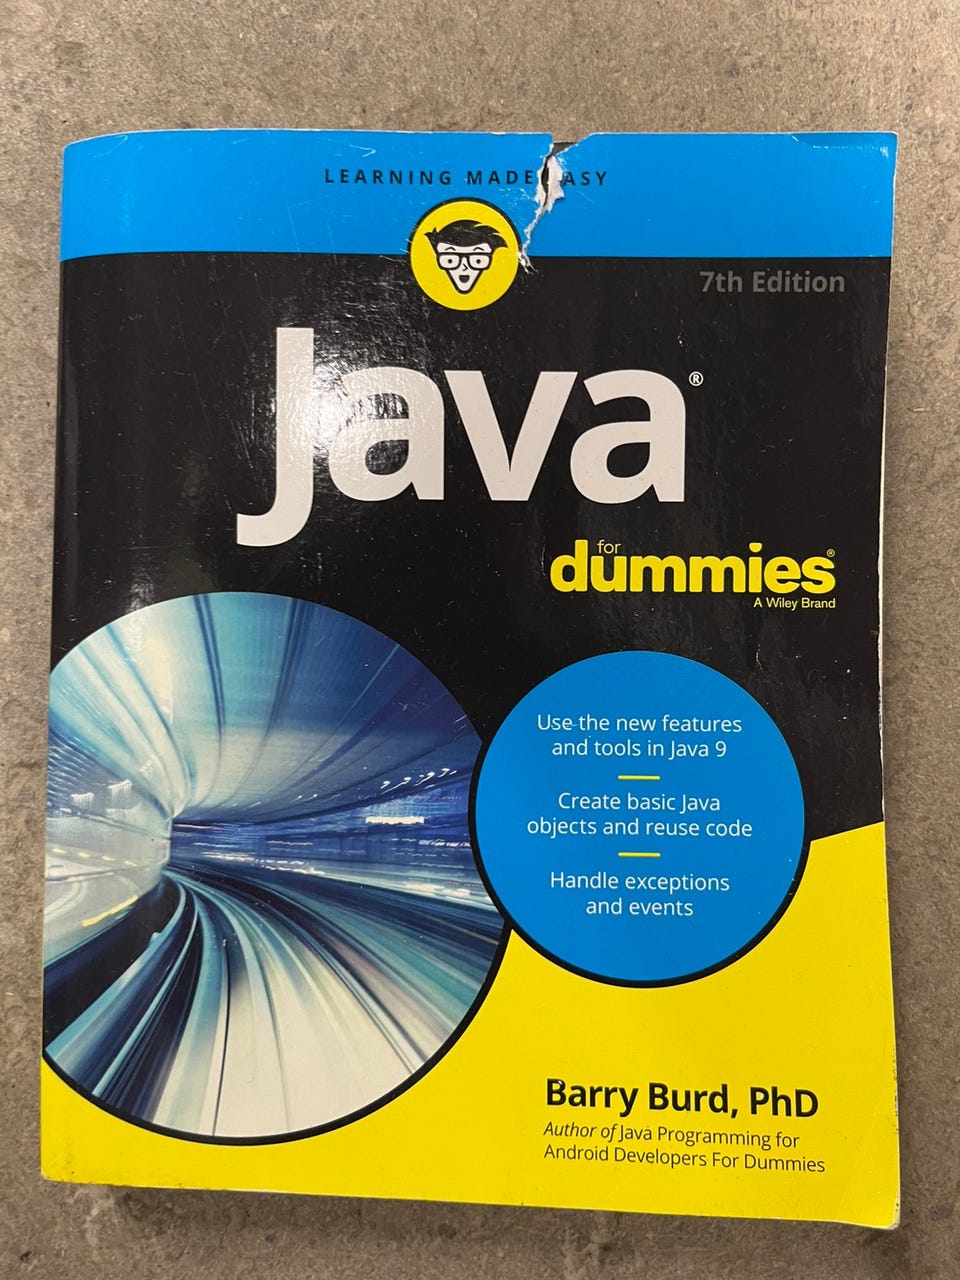 LEARNING MADE EASY
7th Edition
Java®
for
dummies®
A Wiley Brand
Use the new features
and tools in Java 9
Create basic Java
objects and reuse code
Handle exceptions
and events
Barry Burd, PhD
Author of Java Programming for
Android Developers For Dummies